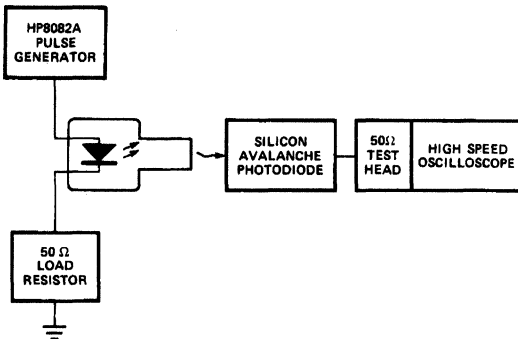 HP8082A
PULSE
GENERATOR
SILICON
AVALANCHE
PHOTODIODE
50Ω
TEST
HEAD
HIGH SPEED
OSCILLOSCOPE
50 Ω
LOAD
RESISTOR